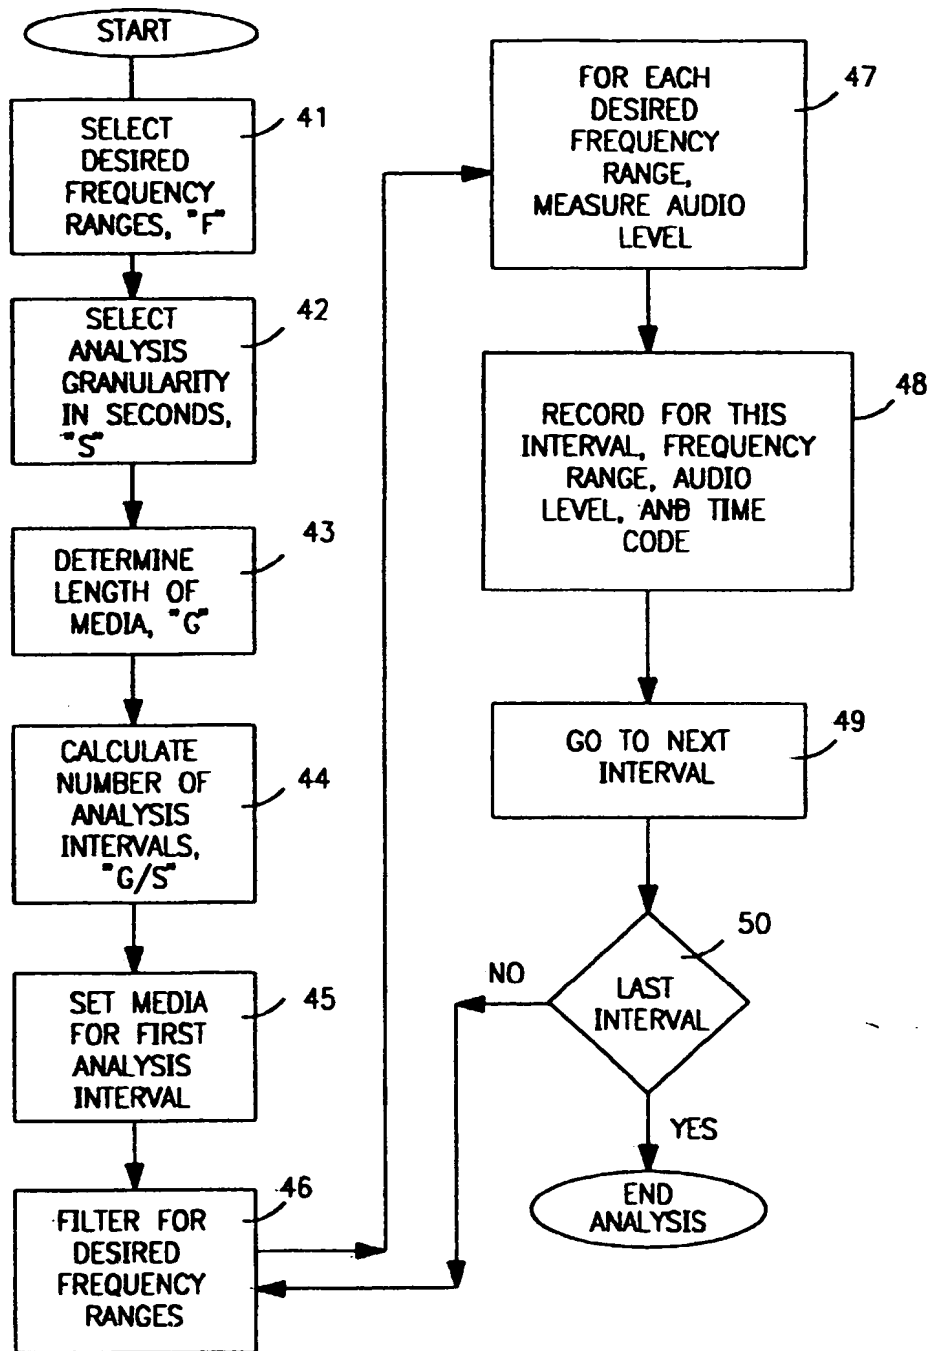 START
41
SELECT
DESIRED
FREQUENCY
RANGES, "F"
42
SELECT
ANALYSIS
GRANULARITY
IN SECONDS,
"S"
43
DETERMINE
LENGTH OF
MEDIA, "G"
44
CALCULATE
NUMBER OF
ANALYSIS
INTERVALS,
"G/S"
45
SET MEDIA
FOR FIRST
ANALYSIS
INTERVAL
46
FILTER FOR
DESIRED
FREQUENCY
RANGES
47
FOR EACH
DESIRED
FREQUENCY
RANGE,
MEASURE AUDIO
LEVEL
48
RECORD FOR THIS
INTERVAL, FREQUENCY
RANGE, AUDIO
LEVEL, AND TIME
CODE
49
GO TO NEXT
INTERVAL
50
LAST
INTERVAL
NO
YES
END
ANALYSIS